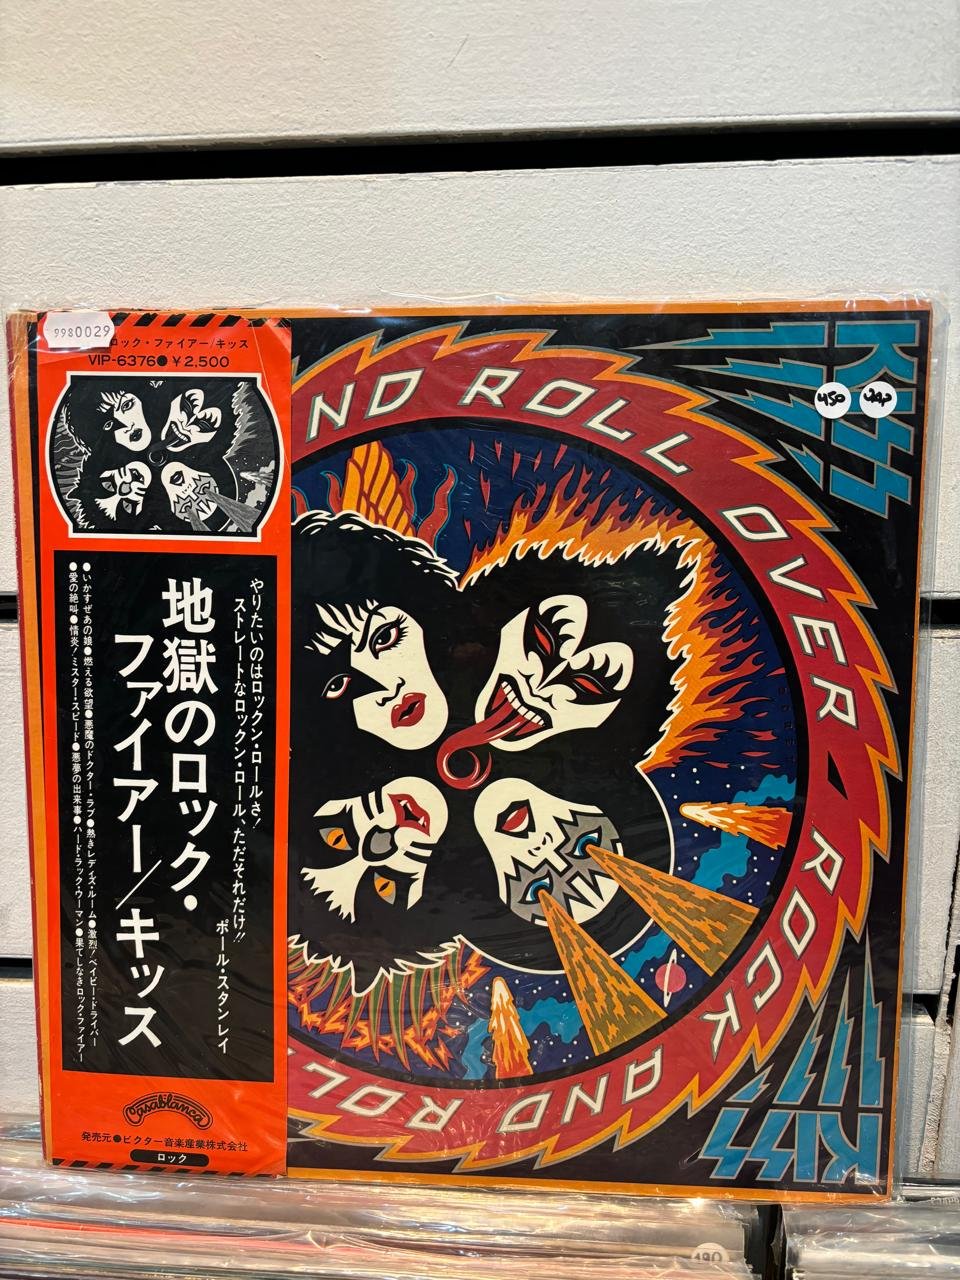 9980029
ロック・ファイアー/キッス
VIP-6376●¥2,500
やりたいのはロックン・ロールさ!
ストレートなロックン・ロール、ただそれだけ!!
ポール・スタンレイ
地獄のロック・
ファイアー/キッス
●いかすぜあの娘●燃える欲望●悪魔のドクター・ラブ●熱きレディズ・ルーム●激烈!ベイビー・ドライバー
●愛の絶叫●情炎!ミスター・スピード●悪夢の出来事●ハード・ラック・ウーマン●果てしなきロック・ファイアー
Casablanca
発売元●ビクター音楽産業株式会社
ロック
ND ROLL OVER ROCK AND ROL
KISS
450
KISS
190